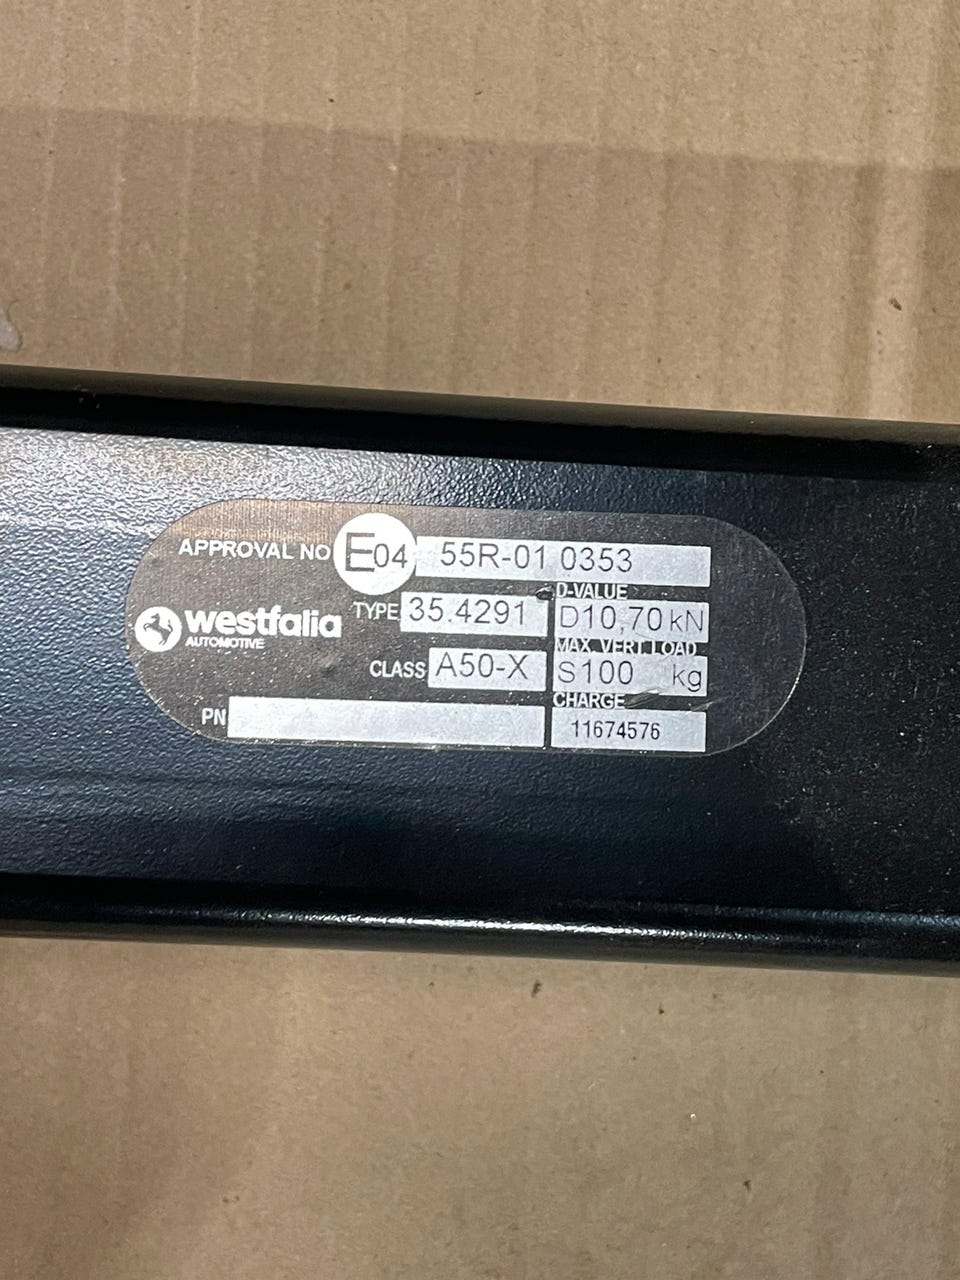 APPROVAL NO E04 55R-01 0353
westfalia
AUTOMOTIVE
TYPE 35.4291
D-VALUE
D10,70 kN
CLASS A50-X
MAX. VERT LOAD
S100 kg
PN
CHARGE
11674576